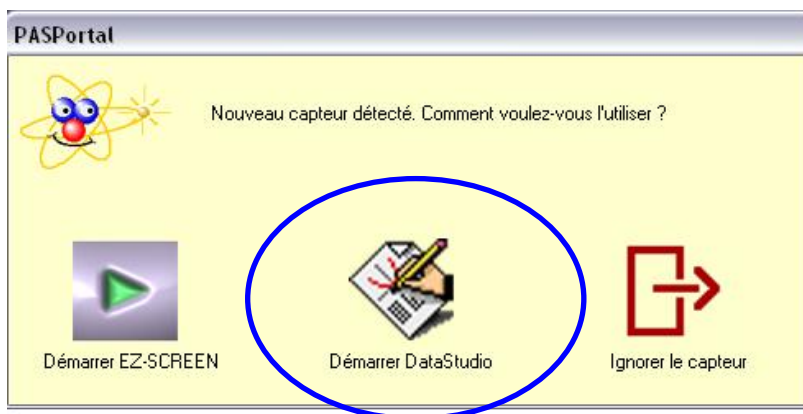 PASPortal
Nouveau capteur détecté. Comment voulez-vous l'utiliser ?
Démarrer EZ-SCREEN
Démarrer DataStudio
Ignorer le capteur